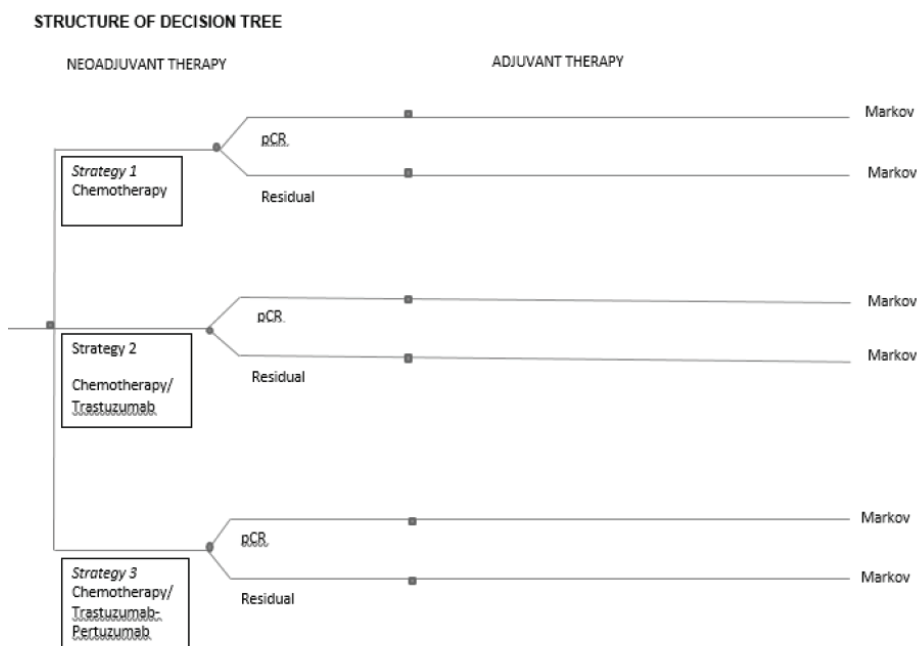 STRUCTURE OF DECISION TREE
NEOADJUVANT THERAPY
ADJUVANT THERAPY
Markov
pCR
Strategy 1
Chemotherapy
Markov
Residual
Markov
pCR
Strategy 2
Chemotherapy/
Trastuzumab
Markov
Residual
Markov
pCR
Strategy 3
Chemotherapy/
Trastuzumab-
Pertuzumab
Markov
Residual